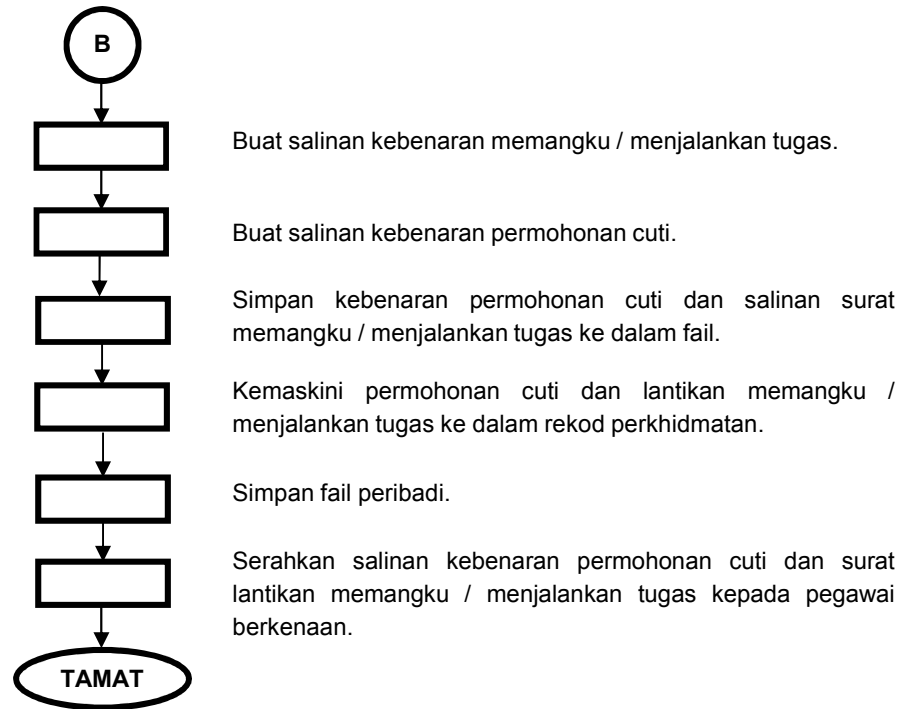 B
Buat salinan kebenaran memangku / menjalankan tugas.
Buat salinan kebenaran permohonan cuti.
Simpan kebenaran permohonan cuti dan salinan surat
memangku / menjalankan tugas ke dalam fail.
Kemaskini permohonan cuti dan lantikan memangku /
menjalankan tugas ke dalam rekod perkhidmatan.
Simpan fail peribadi.
Serahkan salinan kebenaran permohonan cuti dan surat
lantikan memangku / menjalankan tugas kepada pegawai
berkenaan.
TAMAT